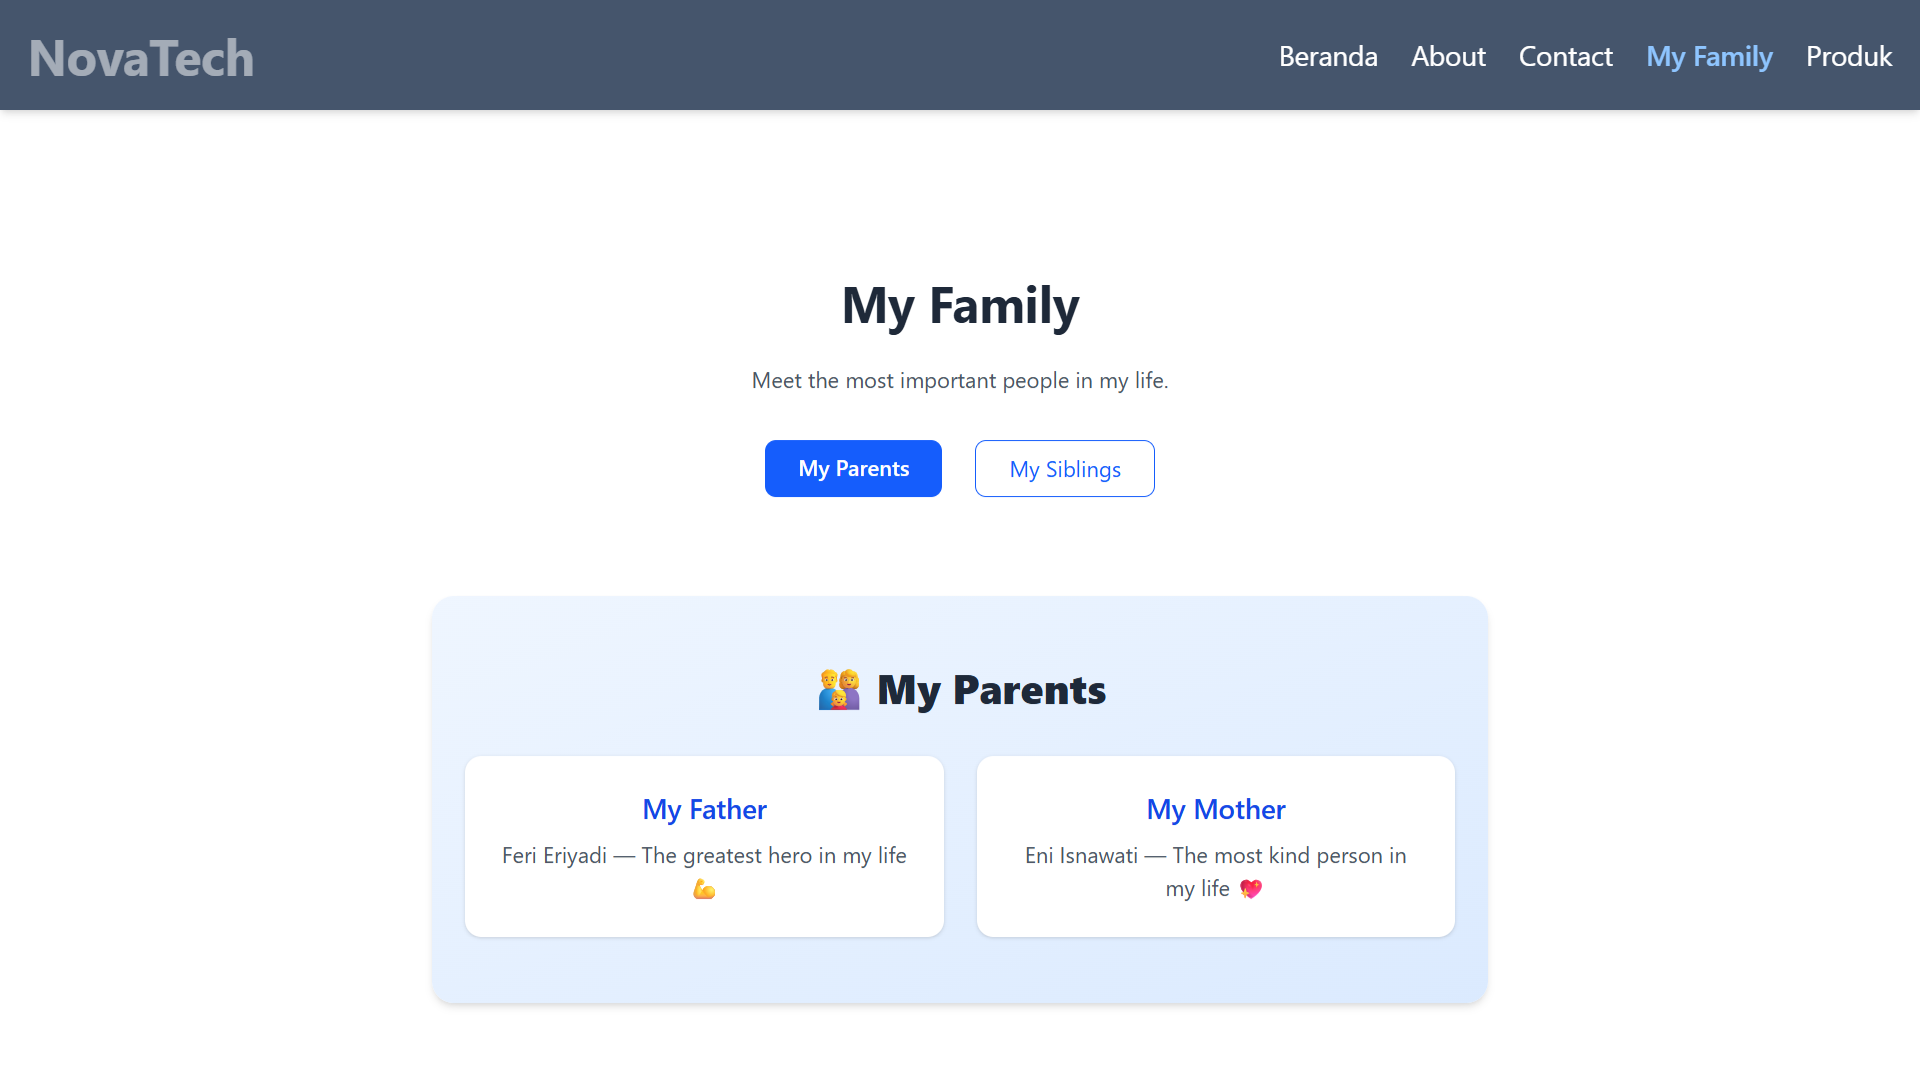 NovaTech
Beranda
About
Contact
My Family
Produk
My Family
Meet the most important people in my life.
My Parents
My Siblings
👨‍👩‍👧 My Parents
My Father
Feri Eriyadi — The greatest hero in my life
💪
My Mother
Eni Isnawati — The most kind person in
my life 💖